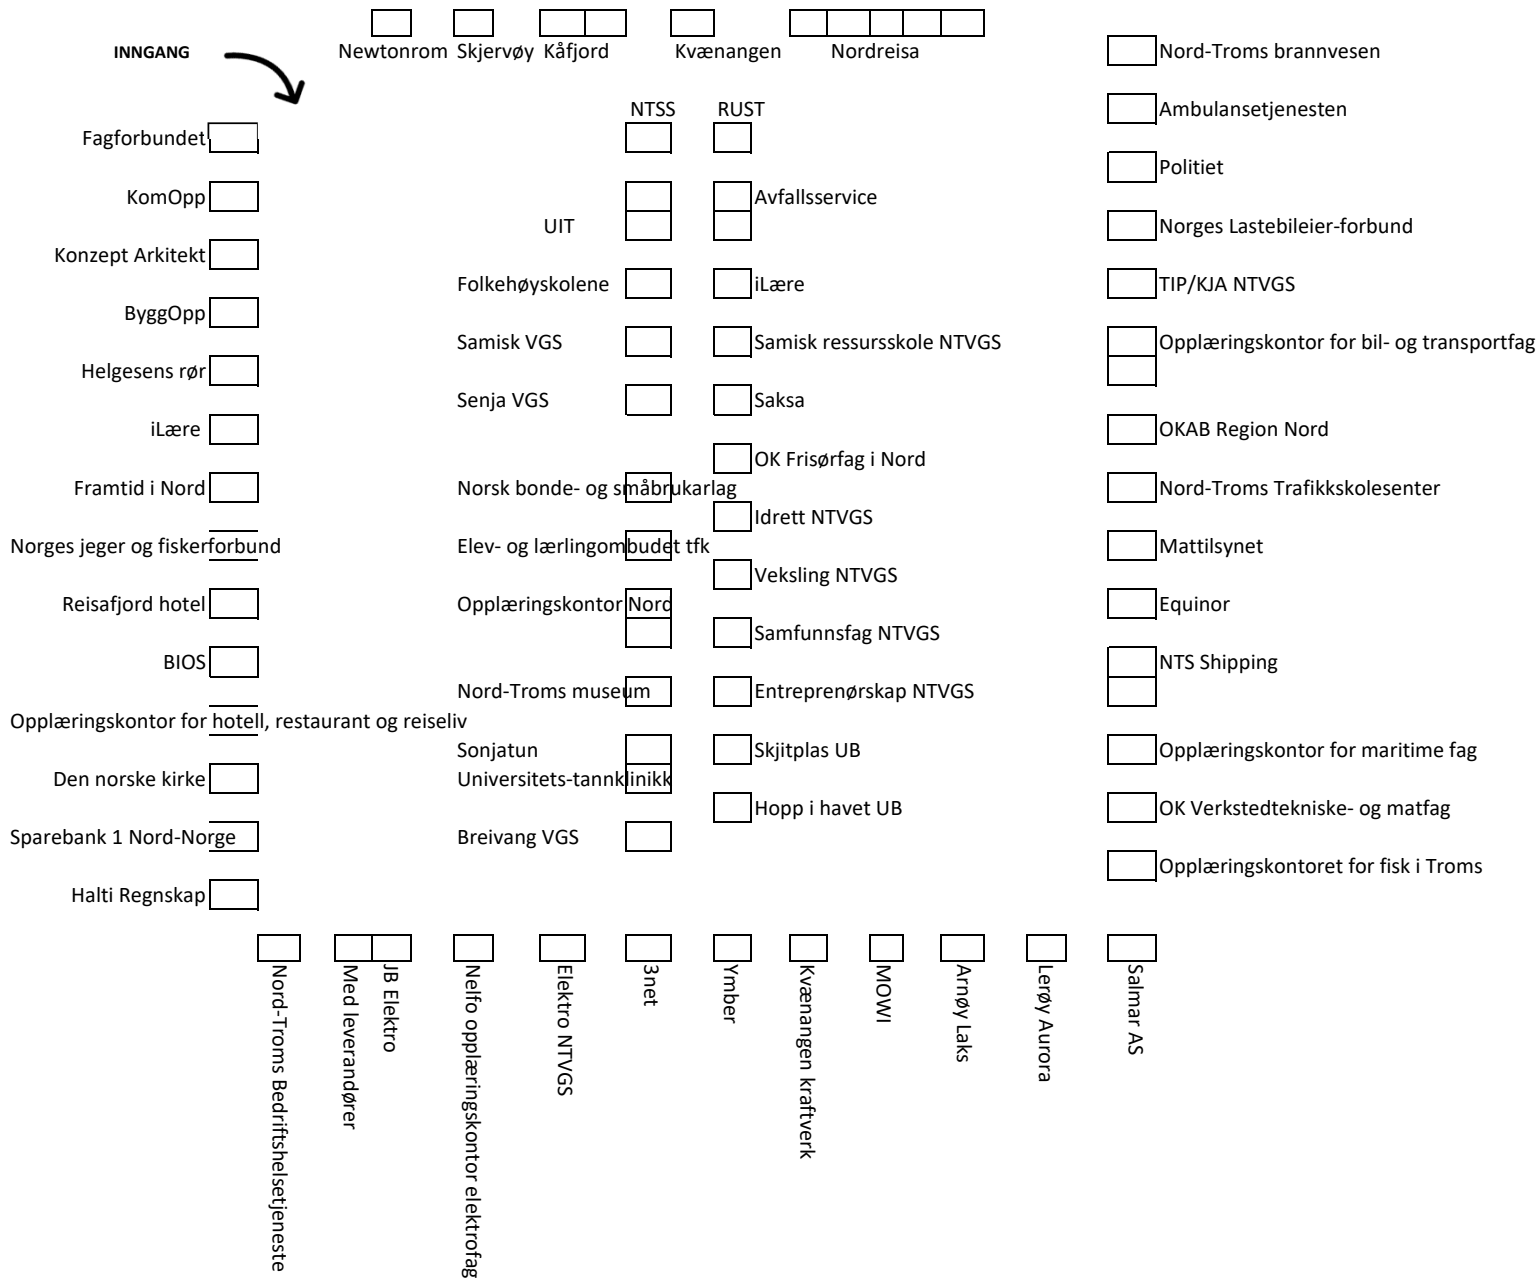 INNGANG
Newtonrom
Skjervøy
Kåfjord
Kvænangen
Nordreisa
Fagforbundet
KomOpp
Konzept Arkitekt
ByggOpp
Helgesens rør
iLære
Framtid i Nord
Norges jeger og fiskerforbund
Reisafjord hotel
BIOS
Opplæringskontor for hotell, restaurant og reiseliv
Den norske kirke
Sparebank 1 Nord-Norge
Halti Regnskap
NTSS
UIT
Folkehøyskolene
Samisk VGS
Senja VGS
Norsk bonde- og småbrukarlag
Elev- og lærlingombudet tfk
Opplæringskontor Nord
Nord-Troms museum
Sonjatun
Universitets-tannklinikk
Breivang VGS
RUST
Avfallsservice
iLære
Samisk ressursskole NTVGS
Saksa
OK Frisørfag i Nord
Idrett NTVGS
Veksling NTVGS
Samfunnsfag NTVGS
Entreprenørskap NTVGS
Skjitplas UB
Hopp i havet UB
Nord-Troms brannvesen
Ambulansetjenesten
Politiet
Norges Lastebileier-forbund
TIP/KJA NTVGS
Opplæringskontor for bil- og transportfag
OKAB Region Nord
Nord-Troms Trafikkskolesenter
Mattilsynet
Equinor
NTS Shipping
Opplæringskontor for maritime fag
OK Verkstedtekniske- og matfag
Opplæringskontoret for fisk i Troms
Nord-Troms Bedriftshelsetjeneste
Med leverandører
JB Elektro
Nelfo opplæringskontor elektrofag
Elektro NTVGS
3net
Ymber
Kvænangen kraftverk
MOWI
Arnøy Laks
Lerøy Aurora
Salmar AS